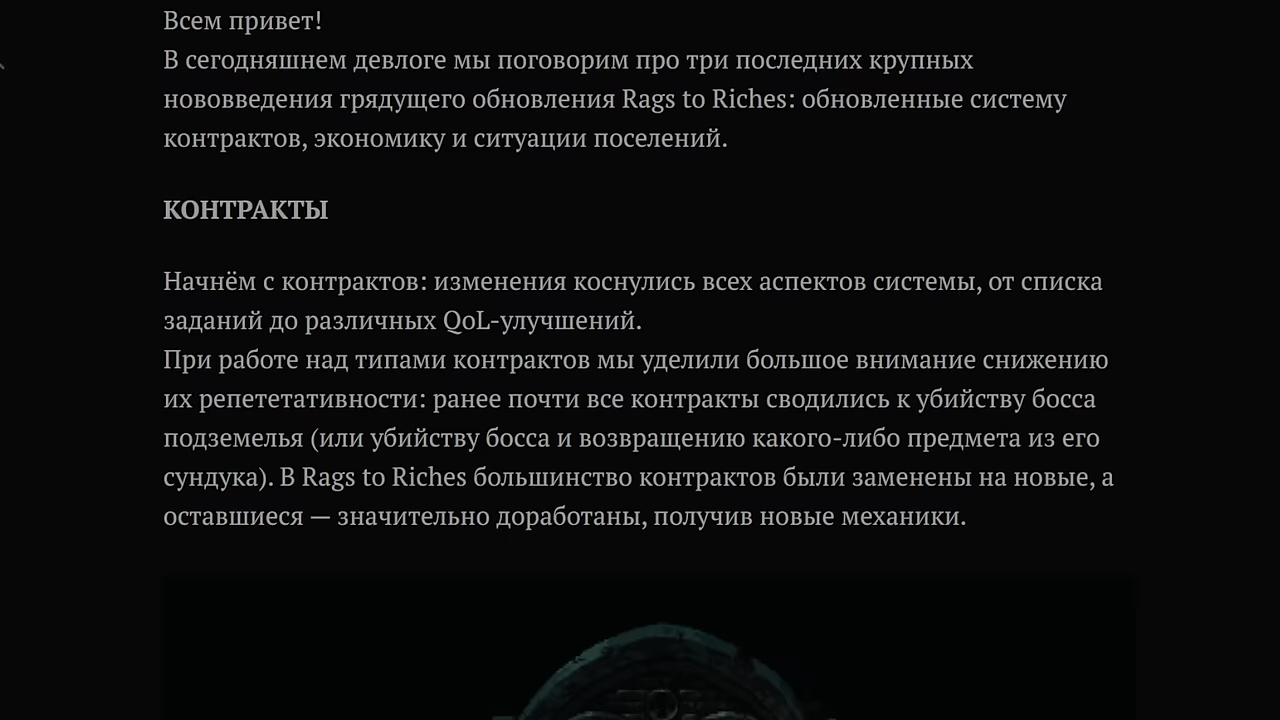 Всем привет!
В сегодняшнем девлоге мы поговорим про три последних крупных
нововведения грядущего обновления Rags to Riches: обновленные систему
контрактов, экономику и ситуации поселений.
КОНТРАКТЫ
Начнём с контрактов: изменения коснулись всех аспектов системы, от списка
заданий до различных QoL-улучшений.
При работе над типами контрактов мы уделили большое внимание снижению
их репететативности: ранее почти все контракты сводились к убийству босса
подземелья (или убийству босса и возвращению какого-либо предмета из его
сундука). В Rags to Riches большинство контрактов были заменены на новые, а
оставшиеся — значительно доработаны, получив новые механики.